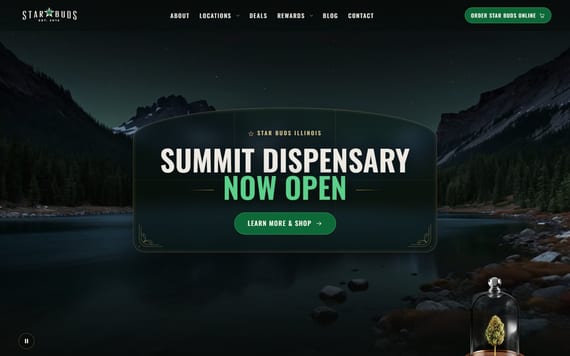 STAR BUDS
EST. 2013
ABOUT
LOCATIONS
DEALS
REWARDS
BLOG
CONTACT
ORDER STAR BUDS ONLINE
STAR BUDS ILLINOIS
SUMMIT DISPENSARY
NOW OPEN
LEARN MORE & SHOP